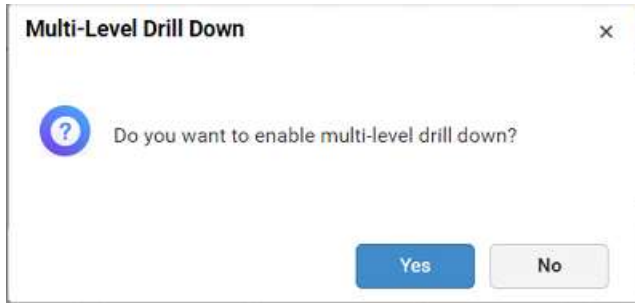 Multi-Level Drill Down
Do you want to enable multi-level drill down?
Yes No